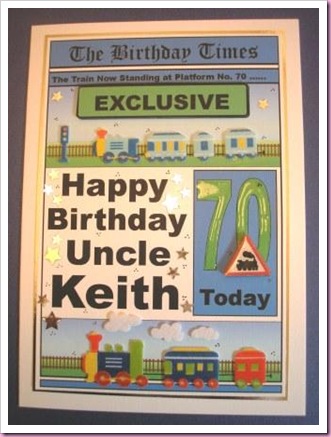 The Birthday Times
The Train Now Standing at Platform No. 70 ......
EXCLUSIVE
Happy
Birthday
Uncle
Keith
70
Today